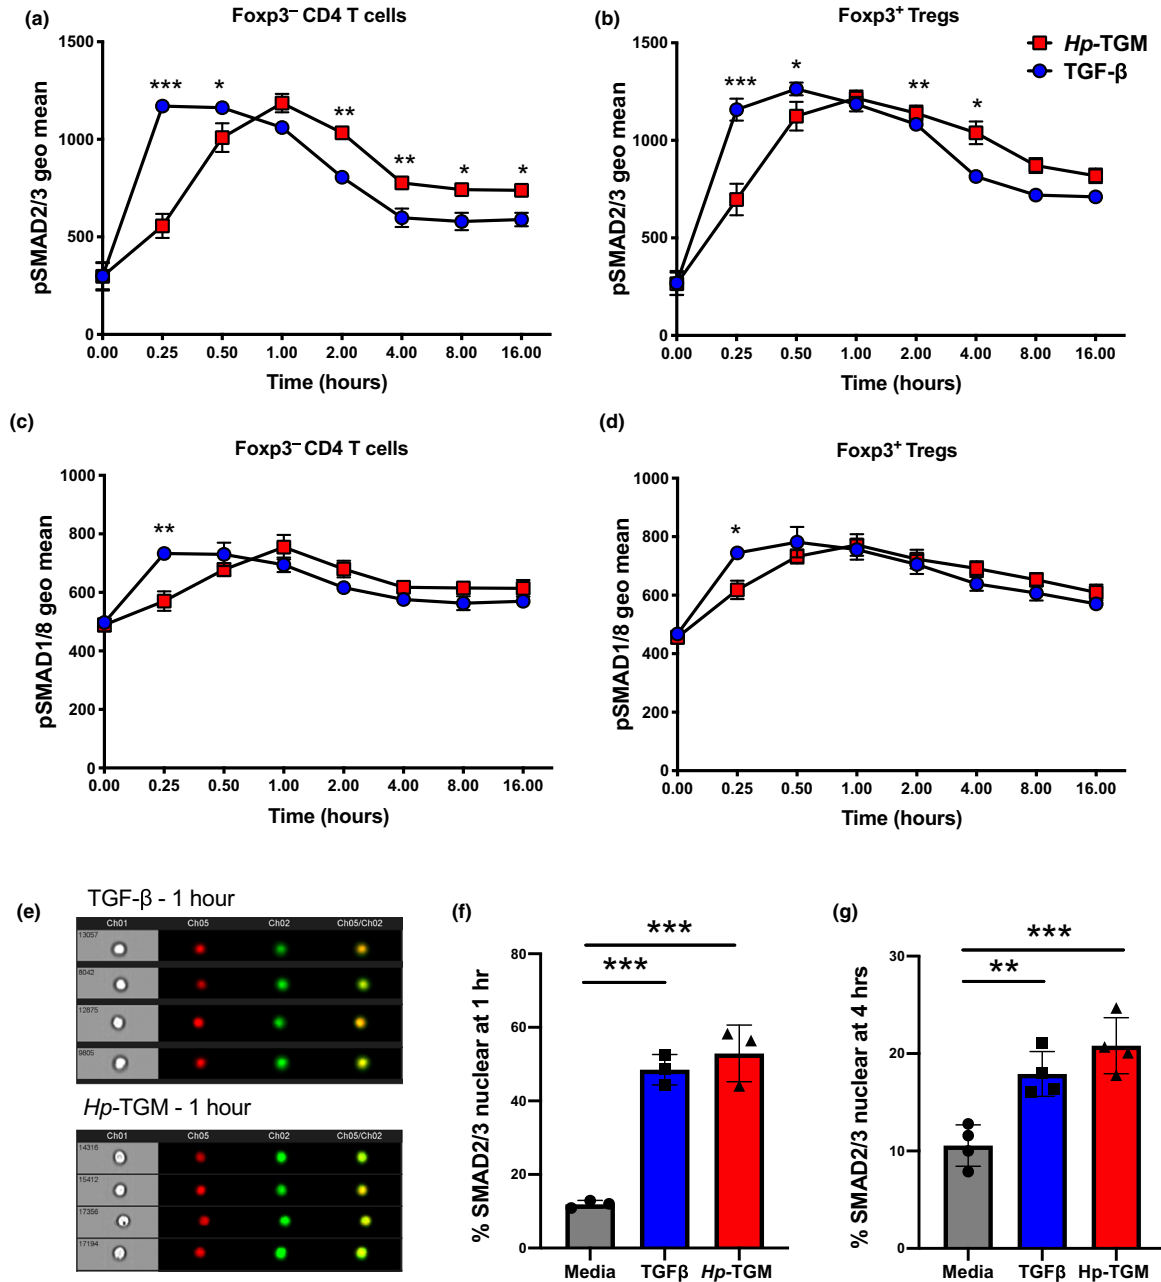 (a)
Foxp3⁻ CD4 T cells
pSMAD2/3 geo mean
1500
1000
500
0
*** * ** ** * *
0.00 0.25 0.50 1.00 2.00 4.00 8.00 16.00
Time (hours)
(b)
Foxp3⁺ Tregs
Hp-TGM
TGF-β
pSMAD2/3 geo mean
1500
1000
500
0
*** * ** *
0.00 0.25 0.50 1.00 2.00 4.00 8.00 16.00
Time (hours)
(c)
Foxp3⁻ CD4 T cells
pSMAD1/8 geo mean
1000
800
600
400
200
0
**
0.00 0.25 0.50 1.00 2.00 4.00 8.00 16.00
Time (hours)
(d)
Foxp3⁺ Tregs
pSMAD1/8 geo mean
1000
800
600
400
200
0
*
0.00 0.25 0.50 1.00 2.00 4.00 8.00 16.00
Time (hours)
(e)
TGF-β - 1 hour
Ch01 Ch05 Ch02 Ch05/Ch02
13057
8042
12875
9805
Hp-TGM - 1 hour
Ch01 Ch05 Ch02 Ch05/Ch02
14316
15412
17356
17194
(f)
% SMAD2/3 nuclear at 1 hr
80
60
40
20
0
***
***
Media TGFβ Hp-TGM
(g)
% SMAD2/3 nuclear at 4 hrs
30
20
10
0
***
**
Media TGFβ Hp-TGM